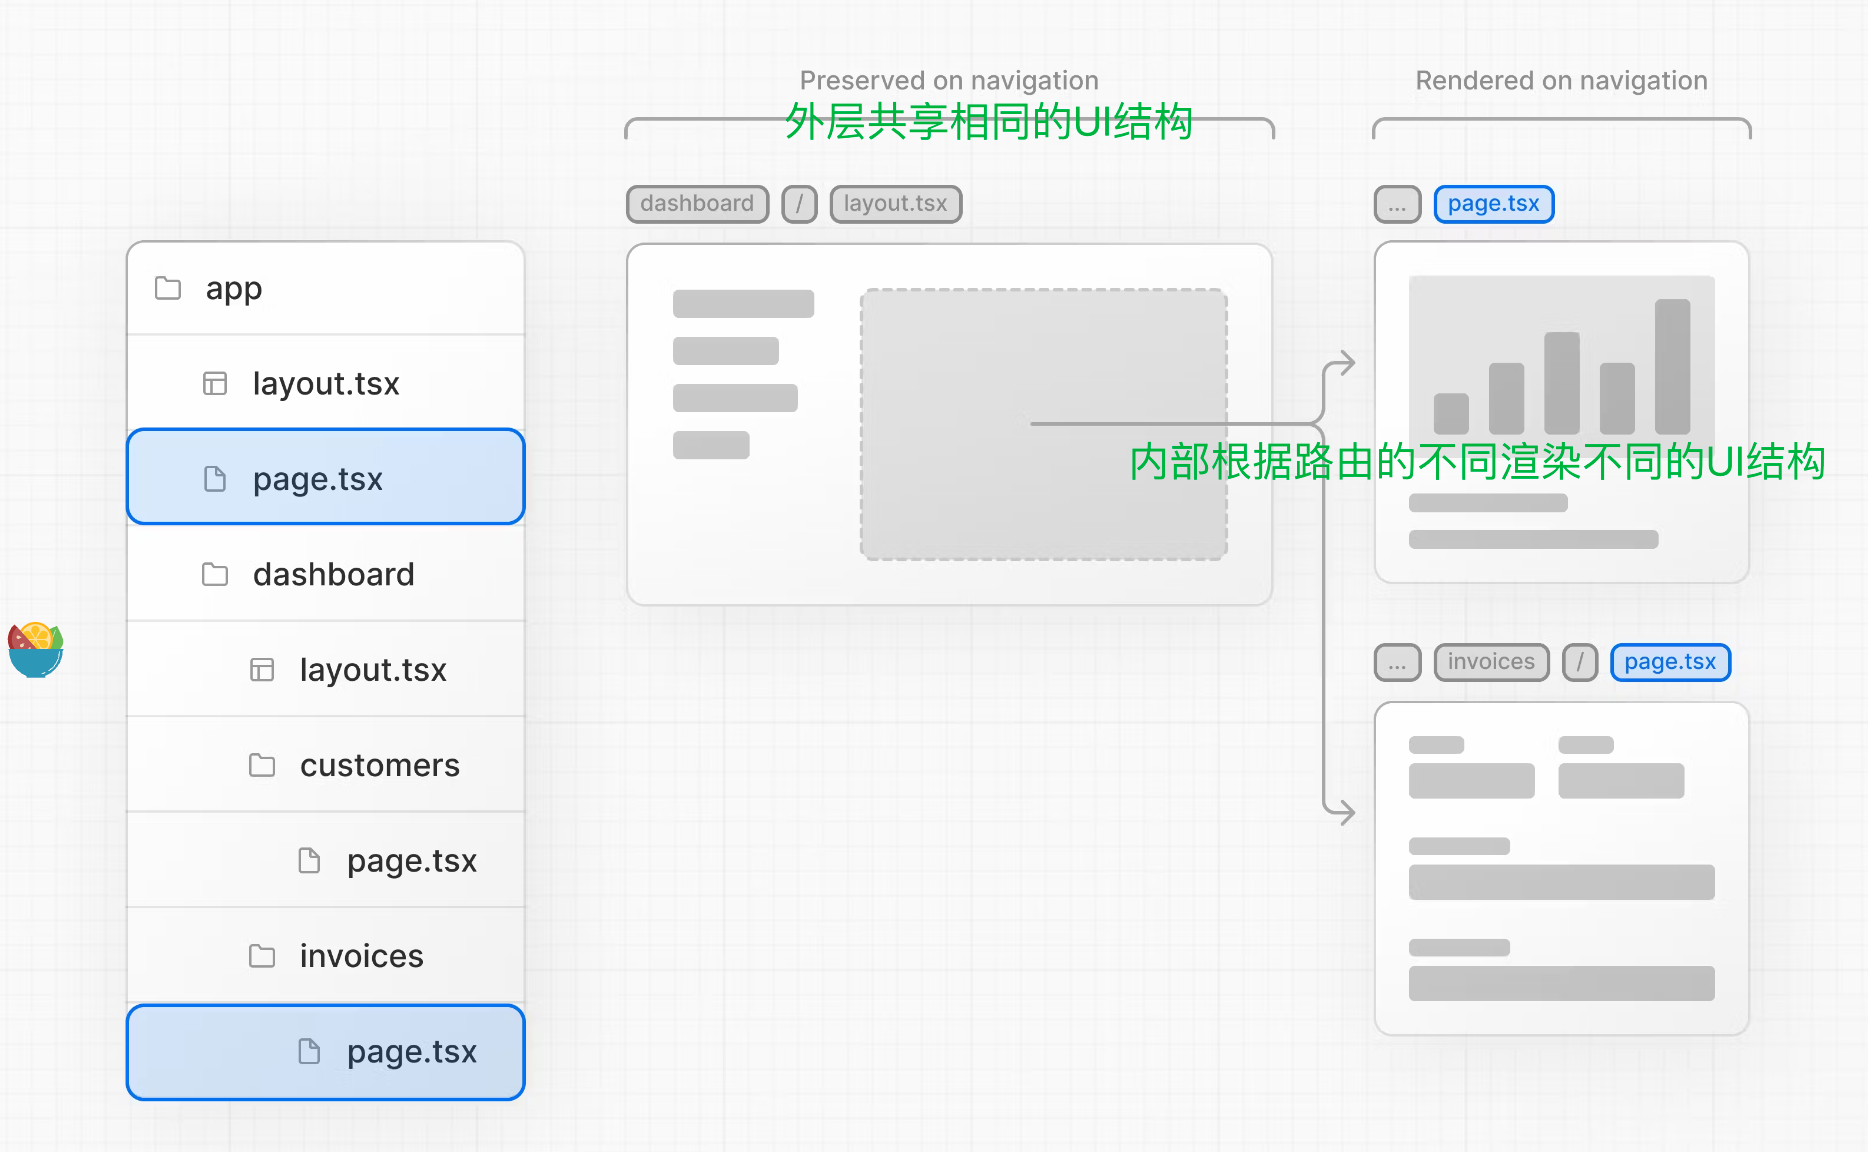 Preserved on navigation
外层共享相同的UI结构
Rendered on navigation
dashboard / layout.tsx
... page.tsx
app
layout.tsx
page.tsx
dashboard
layout.tsx
customers
page.tsx
invoices
page.tsx
内部根据路由的不同渲染不同的UI结构
... invoices / page.tsx